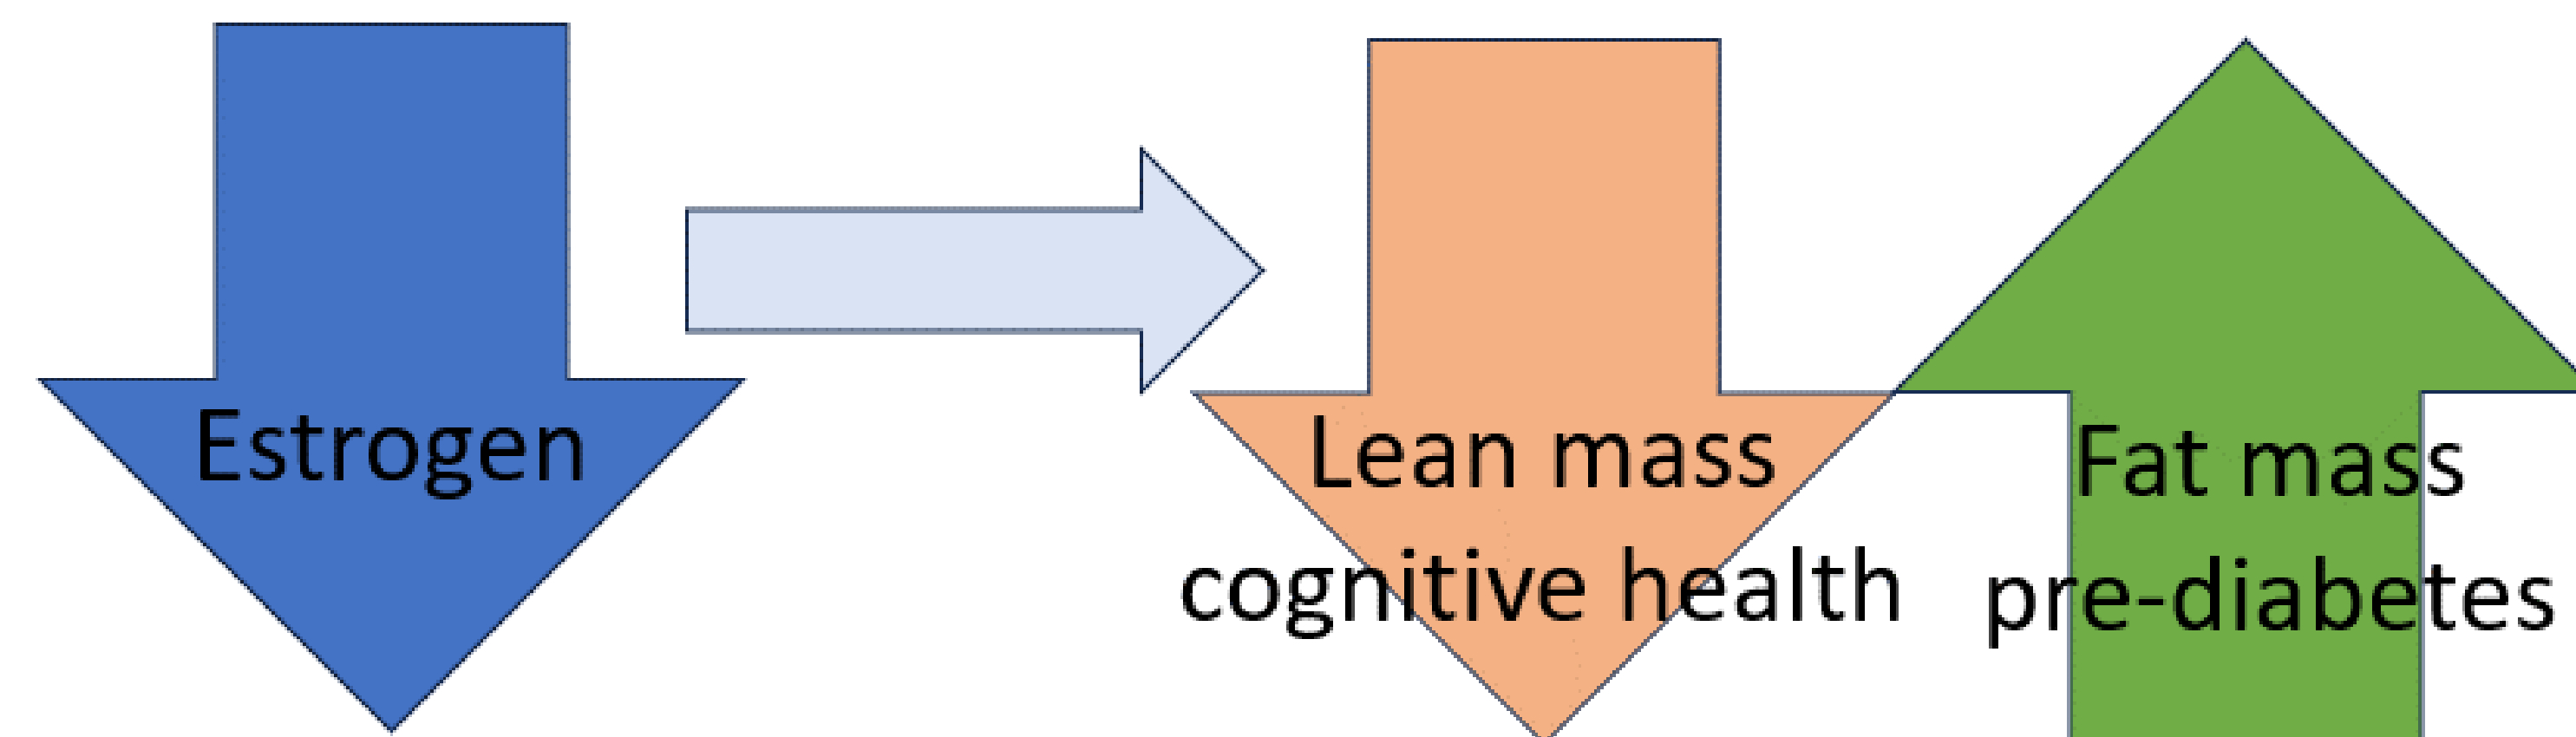 Estrogen
Lean mass
cognitive health
Fat mass
pre-diabetes